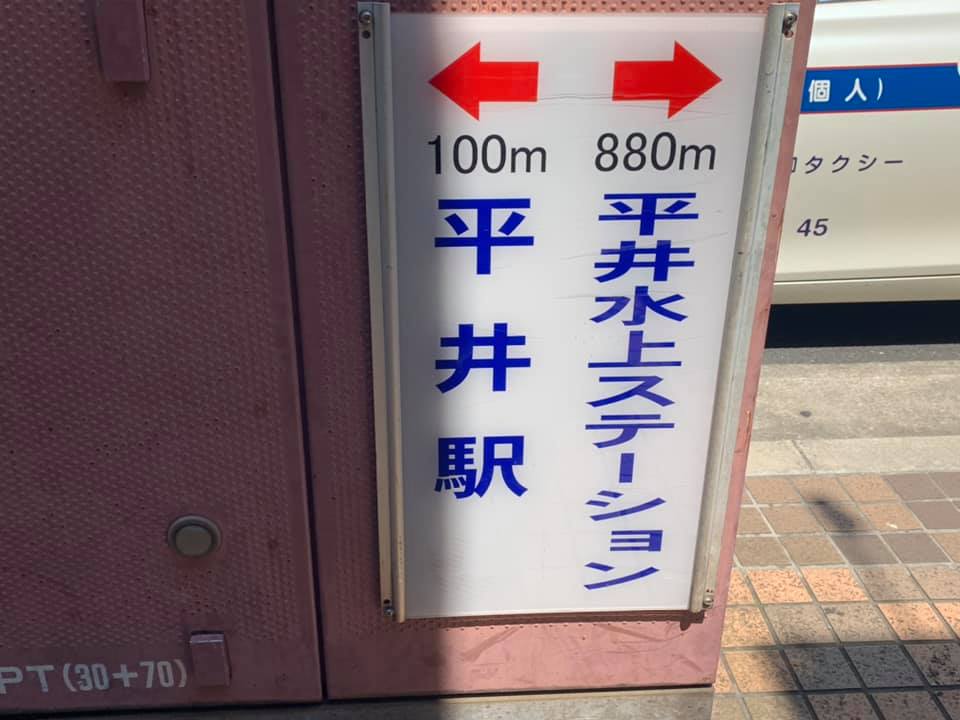 100m
平井駅
880m
平井水上ステーション
個人)
タクシー
45
PT(30+70)